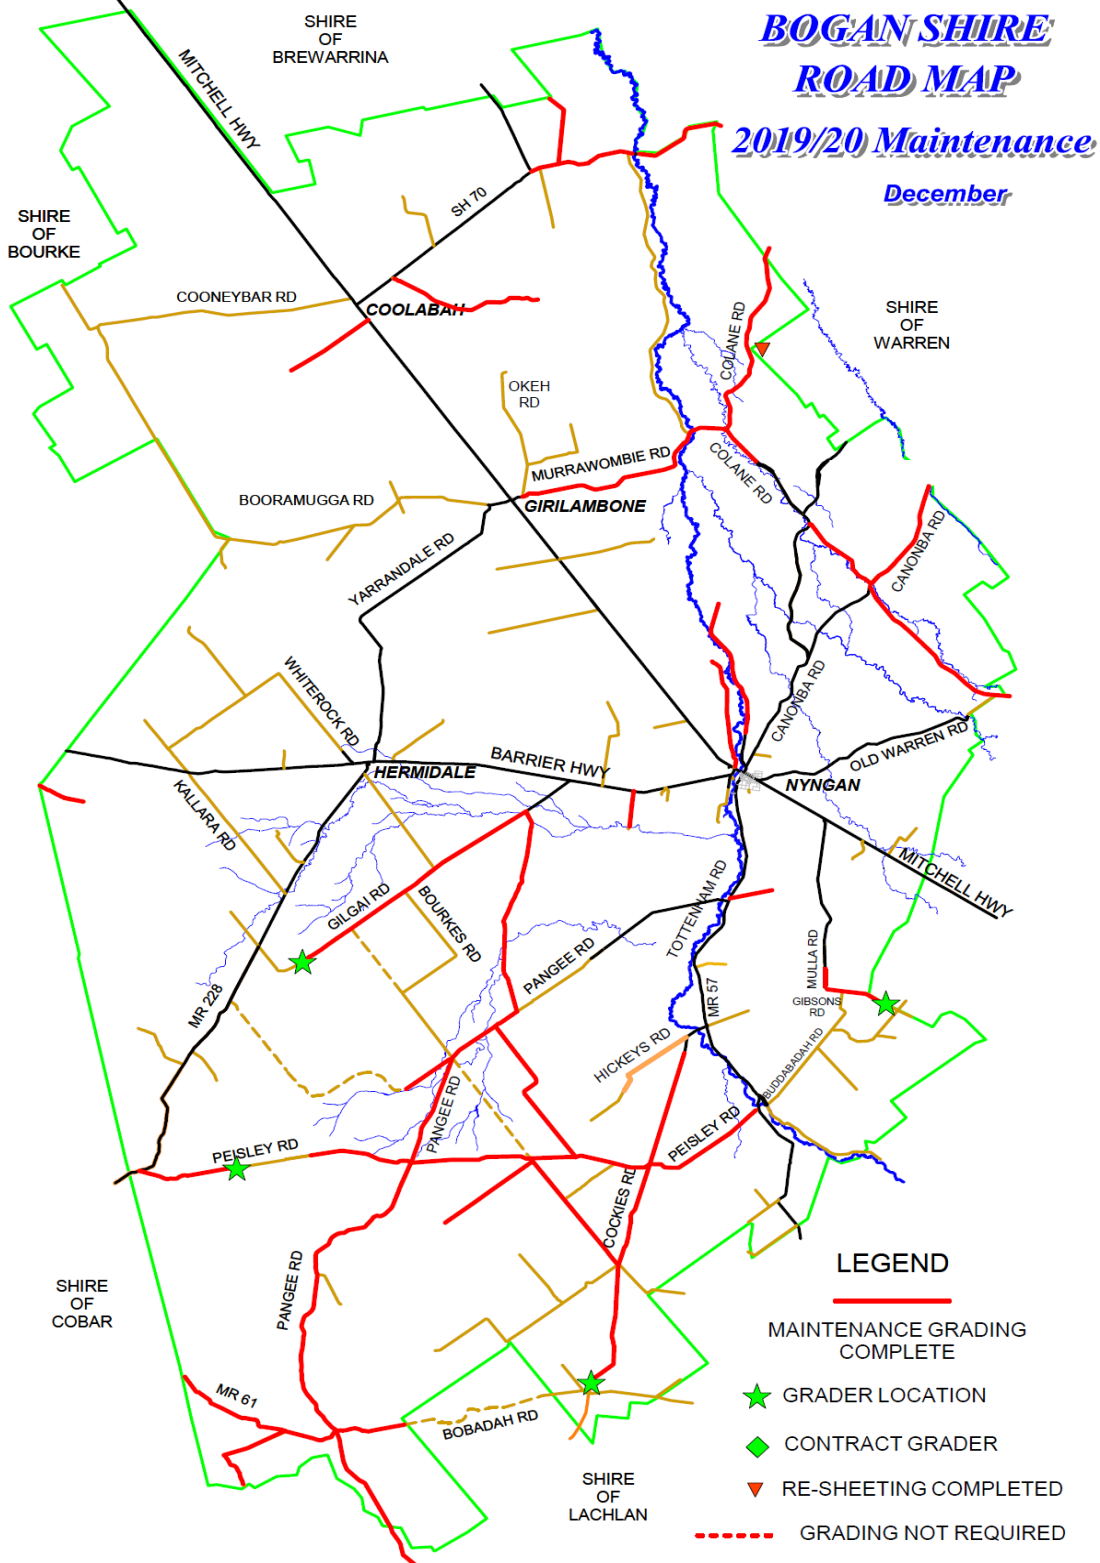 BOGAN SHIRE
ROAD MAP
2019/20 Maintenance
December
SHIRE
OF
BREWARRINA
MITCHELL HWY
SH 70
SHIRE
OF
BOURKE
COONEYBAR RD
COOLABAH
COLANE RD
SHIRE
OF
WARREN
OKEH
RD
MURRAWOMBIE RD
COLANE RD
BOORAMUGGA RD
GIRILAMBONE
CANONBA RD
YARRANDALE RD
WHITEROCK RD
CANONBA RD
OLD WARREN RD
BARRIER HWY
HERMIDALE
NYNGAN
KALLARA RD
MITCHELL HWY
GILGAI RD
BOURKES RD
TOTTENHAM RD
PANGEE RD
MULLA RD
MR 228
MR 57
GIBSONS
RD
HICKEYS RD
BUDDABADAH RD
PANGEE RD
PEISLEY RD
PEISLEY RD
COCKIES RD
PANGEE RD
SHIRE
OF
COBAR
MR 61
BOBADAH RD
SHIRE
OF
LACHLAN
LEGEND
MAINTENANCE GRADING
COMPLETE
GRADER LOCATION
CONTRACT GRADER
RE-SHEETING COMPLETED
GRADING NOT REQUIRED